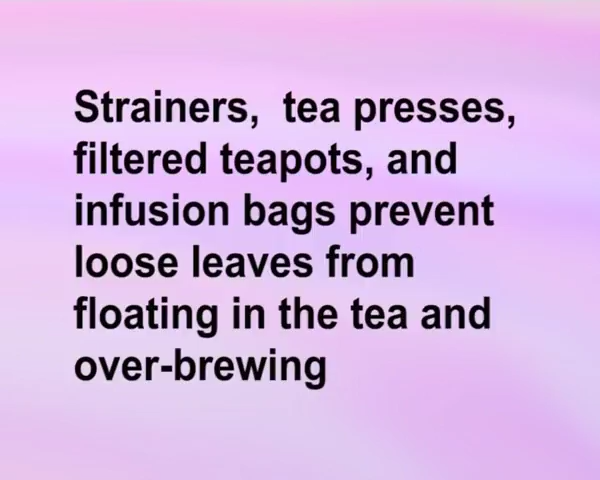 Strainers,  tea presses,
filtered teapots, and
infusion bags prevent
loose leaves from
floating in the tea and
over-brewing